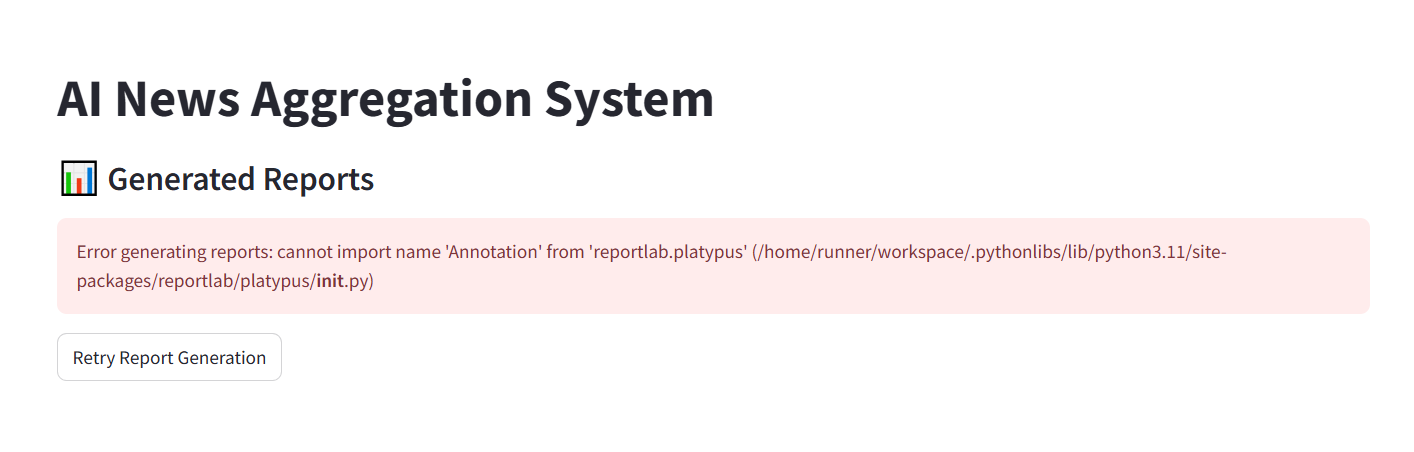 AI News Aggregation System
📊 Generated Reports
Error generating reports: cannot import name 'Annotation' from 'reportlab.platypus' (/home/runner/workspace/.pythonlibs/lib/python3.11/site-
packages/reportlab/platypus/init.py)
Retry Report Generation